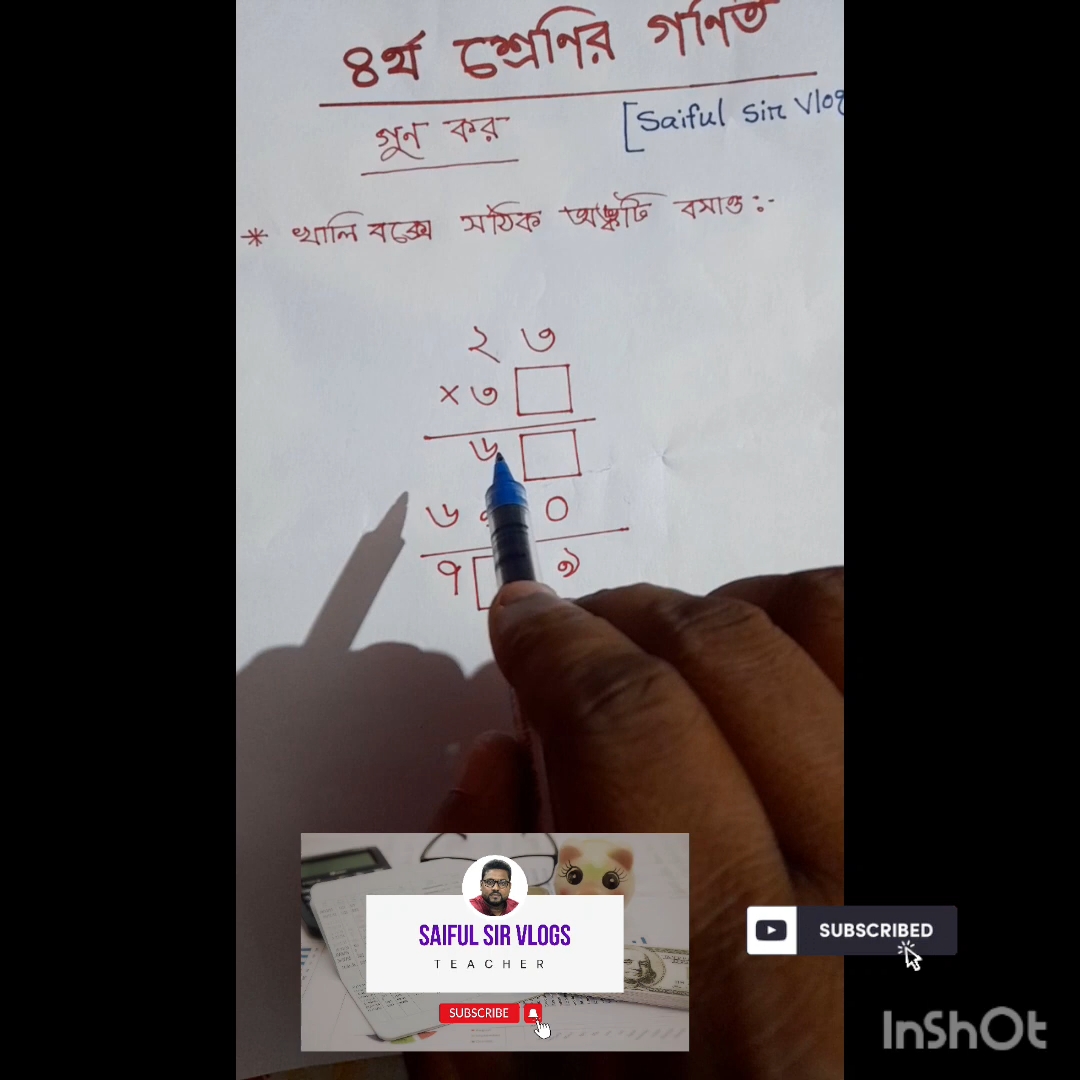 ৪র্থ শ্রেনির গনিত
গুন কর
[Saiful Sir Vlog
* খালি বক্সে সঠিক অঙ্কটি বসাও :-
২ ৩
× ৩
৬
৬ ০
৭ ৯
SAIFUL SIR VLOGS
TEACHER
SUBSCRIBE
SUBSCRIBED
InShOt